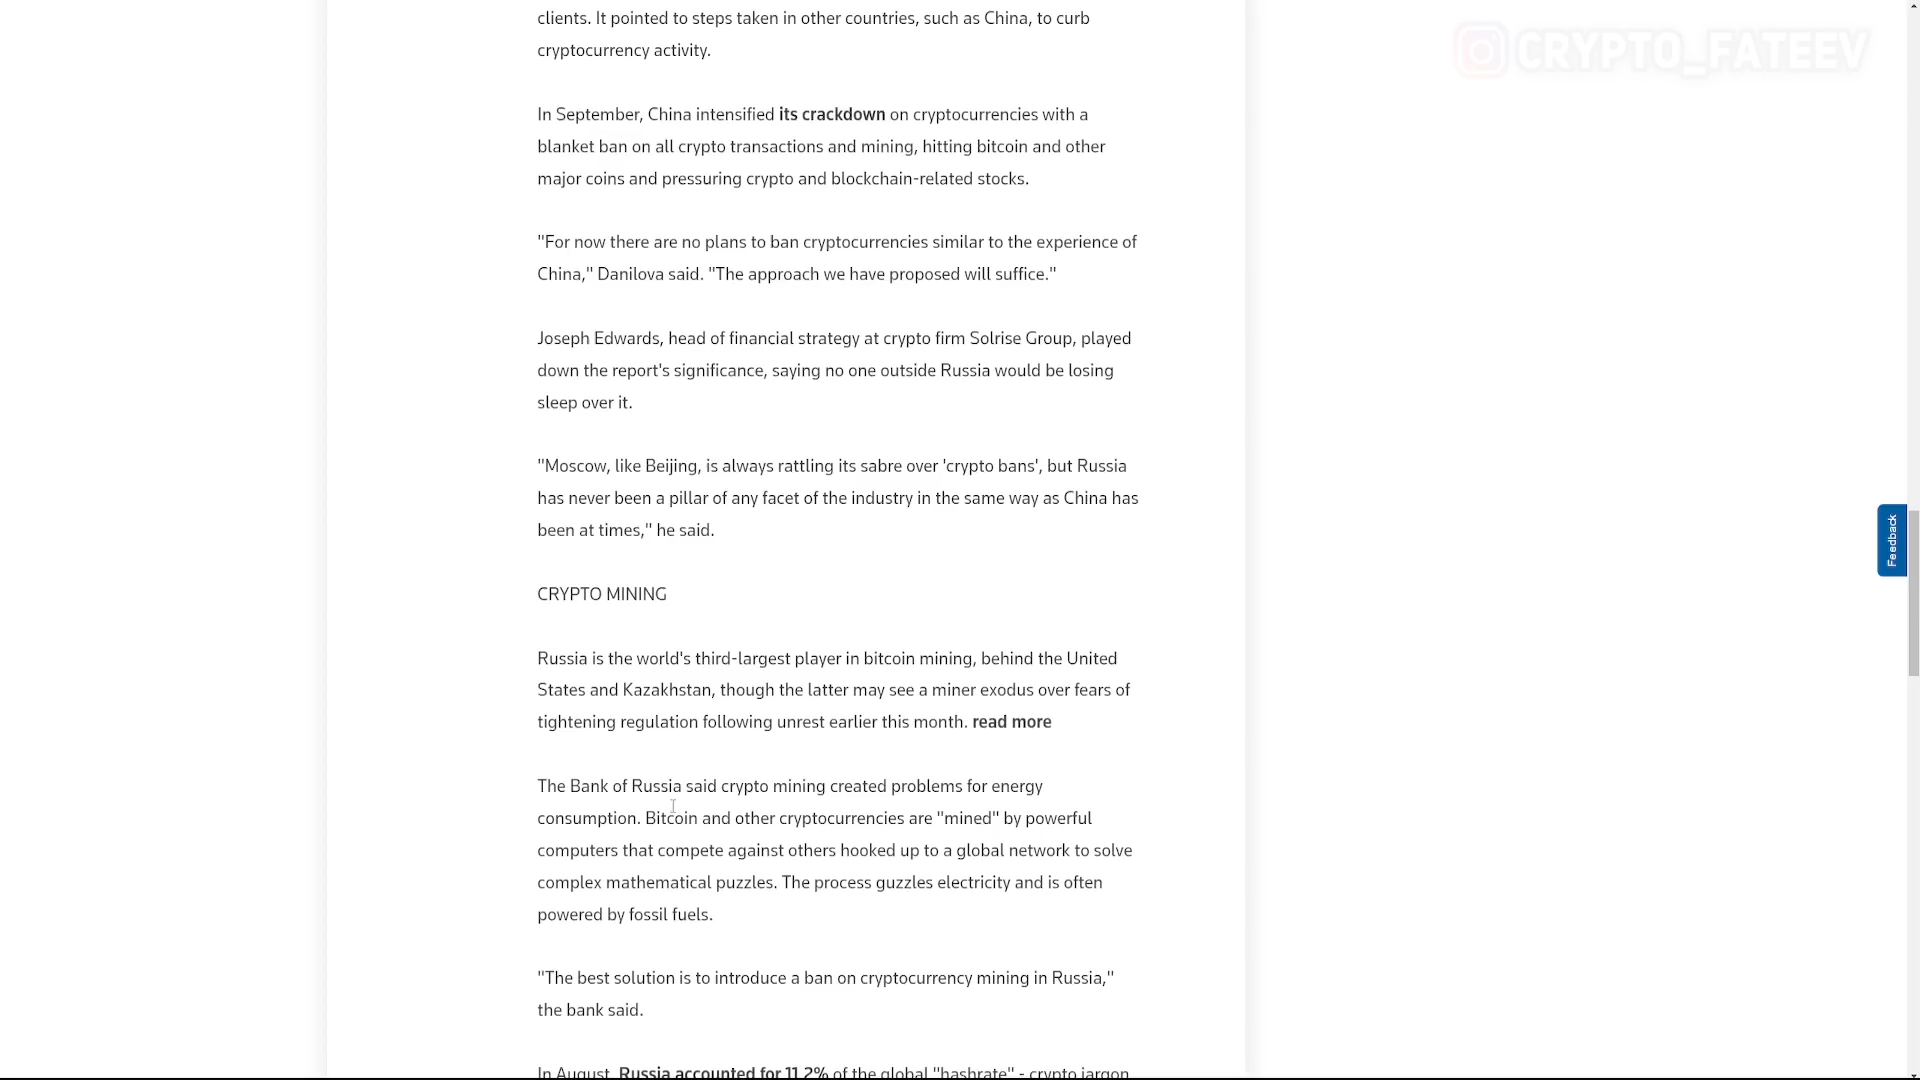 clients. It pointed to steps taken in other countries, such as China, to curb
cryptocurrency activity.
CRYPTO_FATEEV
In September, China intensified its crackdown on cryptocurrencies with a
blanket ban on all crypto transactions and mining, hitting bitcoin and other
major coins and pressuring crypto and blockchain-related stocks.
"For now there are no plans to ban cryptocurrencies similar to the experience of
China," Danilova said. "The approach we have proposed will suffice."
Joseph Edwards, head of financial strategy at crypto firm Solrise Group, played
down the report's significance, saying no one outside Russia would be losing
sleep over it.
"Moscow, like Beijing, is always rattling its sabre over 'crypto bans', but Russia
has never been a pillar of any facet of the industry in the same way as China has
been at times," he said.
Feedback
CRYPTO MINING
Russia is the world's third-largest player in bitcoin mining, behind the United
States and Kazakhstan, though the latter may see a miner exodus over fears of
tightening regulation following unrest earlier this month. read more
The Bank of Russia said crypto mining created problems for energy
consumption. Bitcoin and other cryptocurrencies are "mined" by powerful
computers that compete against others hooked up to a global network to solve
complex mathematical puzzles. The process guzzles electricity and is often
powered by fossil fuels.
"The best solution is to introduce a ban on cryptocurrency mining in Russia,"
the bank said.
In August, Russia accounted for 11.2% of the global "hashrate" - crypto jargon